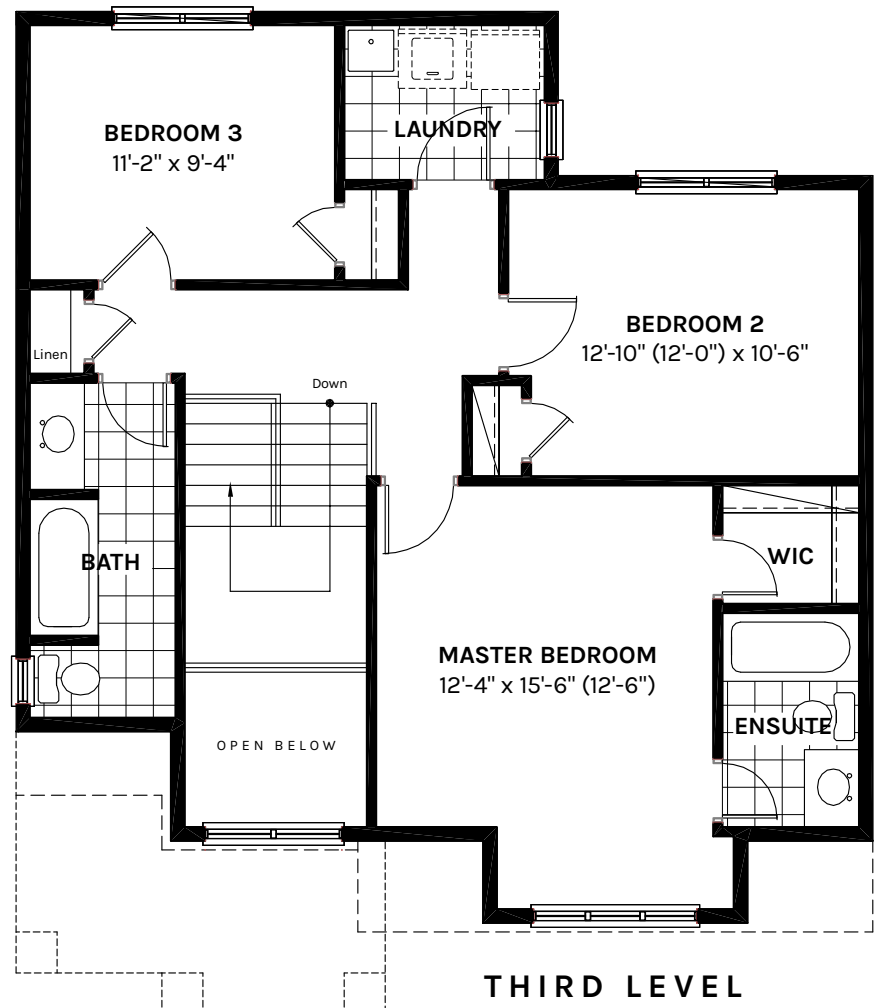 BEDROOM 3
11'-2" x 9'-4"
LAUNDRY
BEDROOM 2
12'-10" (12'-0") x 10'-6"
Linen
Down
BATH
WIC
MASTER BEDROOM
12'-4" x 15'-6" (12'-6")
ENSUITE
OPEN BELOW
THIRD LEVEL